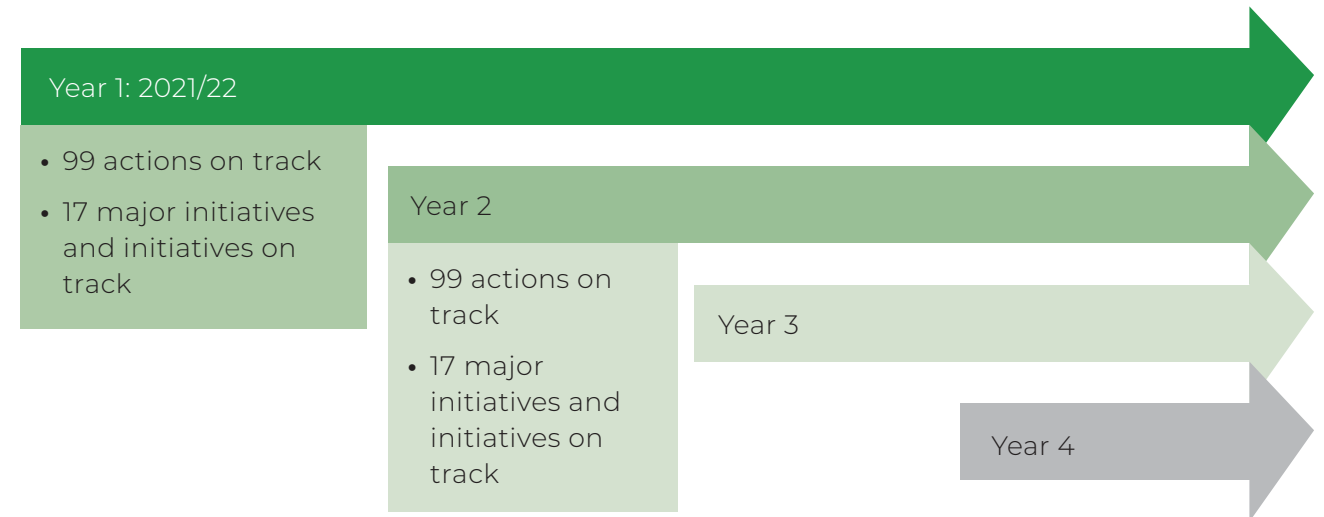 Year 1: 2021/22
• 99 actions on track
• 17 major initiatives
and initiatives on
track
Year 2
• 99 actions on
track
• 17 major
initiatives and
initiatives on
track
Year 3
Year 4